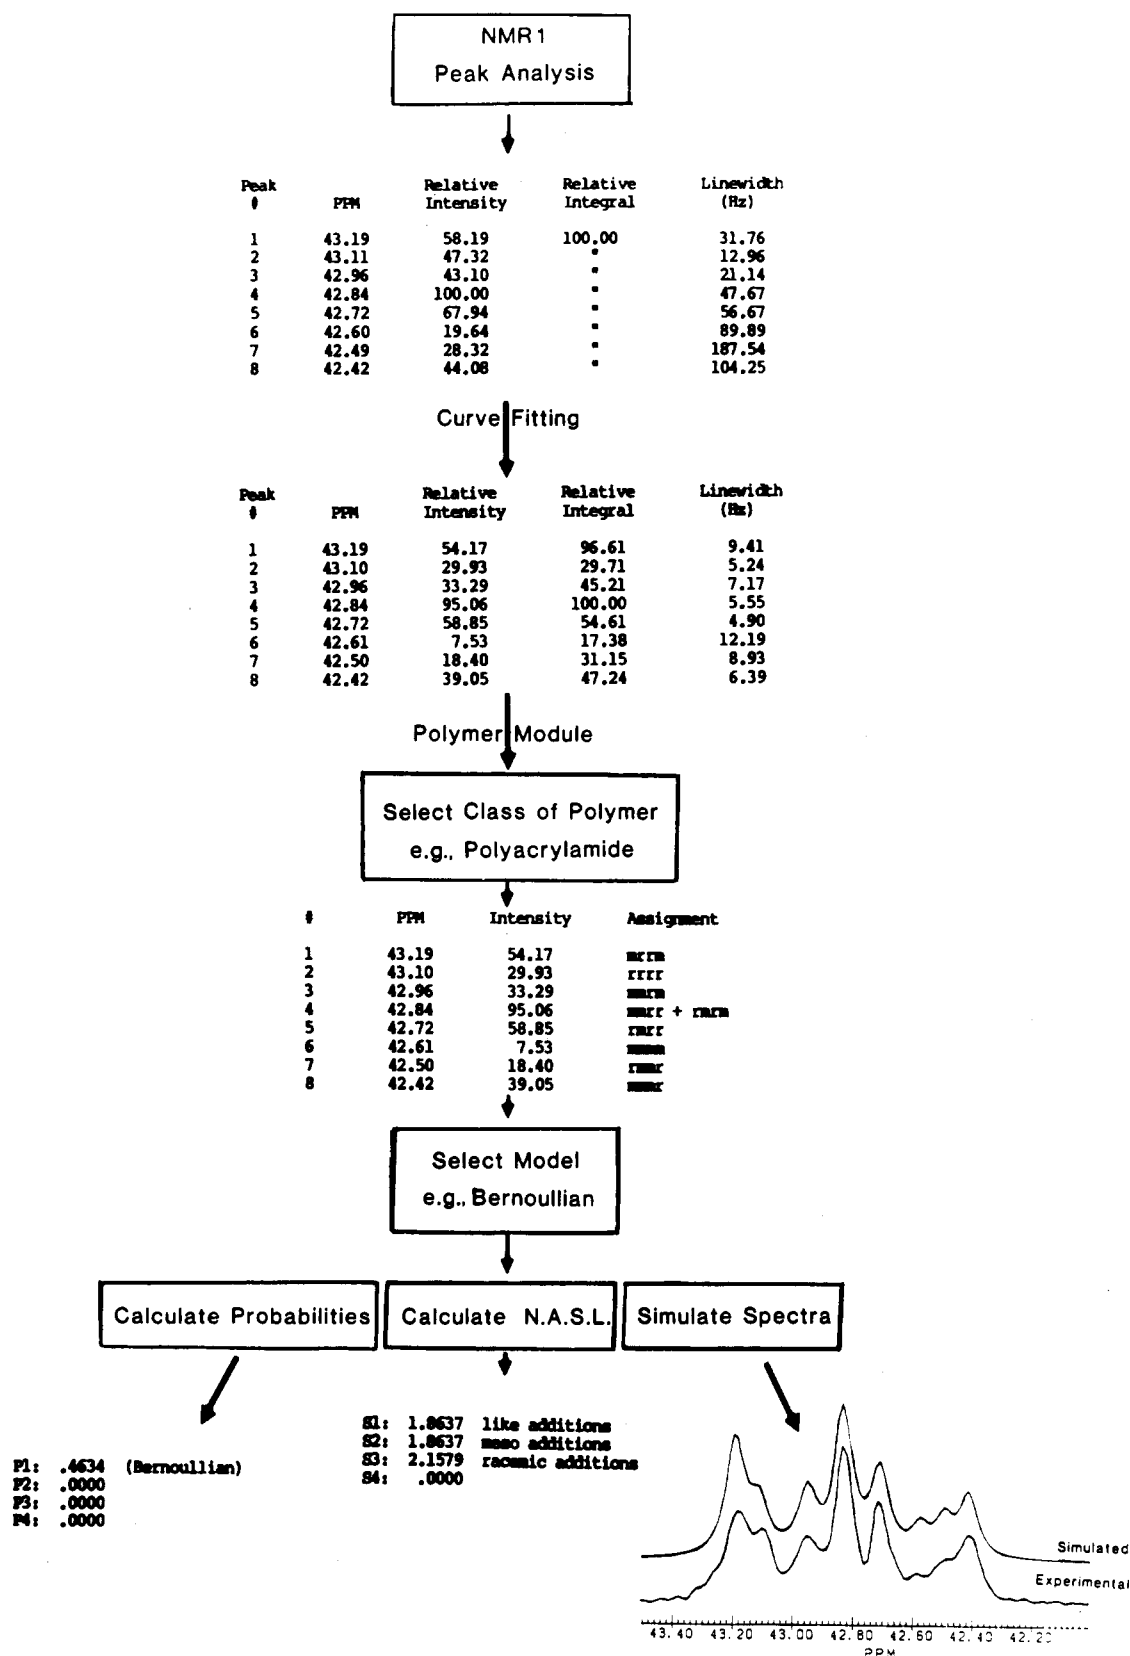 NMR1
Peak Analysis
Peak Relative Relative Linewidth
# PPM Intensity Integral (Hz)
1 43.19 58.19 100.00 31.76
2 43.11 47.32 " 12.96
3 42.96 43.10 " 21.14
4 42.84 100.00 " 47.67
5 42.72 67.94 " 56.67
6 42.60 19.64 " 89.89
7 42.49 28.32 " 187.54
8 42.42 44.08 " 104.25
Curve Fitting
Peak Relative Relative Linewidth
# PPM Intensity Integral (Hz)
1 43.19 54.17 96.61 9.41
2 43.10 29.93 29.71 5.24
3 42.96 33.29 45.21 7.17
4 42.84 95.06 100.00 5.55
5 42.72 58.85 54.61 4.90
6 42.61 7.53 17.38 12.19
7 42.50 18.40 31.15 8.93
8 42.42 39.05 47.24 6.39
Polymer Module
Select Class of Polymer
e.g., Polyacrylamide
# PPM Intensity Assignment
1 43.19 54.17 mrrm
2 43.10 29.93 rrrr
3 42.96 33.29 mmrm
4 42.84 95.06 mmrr + rmrm
5 42.72 58.85 rmrr
6 42.61 7.53 mmmm
7 42.50 18.40 rmmr
8 42.42 39.05 mmmr
Select Model
e.g., Bernoullian
Calculate Probabilities
Calculate N.A.S.L.
Simulate Spectra
P1: .4634 (Bernoullian)
P2: .0000
P3: .0000
P4: .0000
S1: 1.8637 like additions
S2: 1.8637 meso additions
S3: 2.1579 racemic additions
S4: .0000
Simulated
Experimental
43.40 43.20 43.00 42.80 42.60 42.40 42.20
PPM